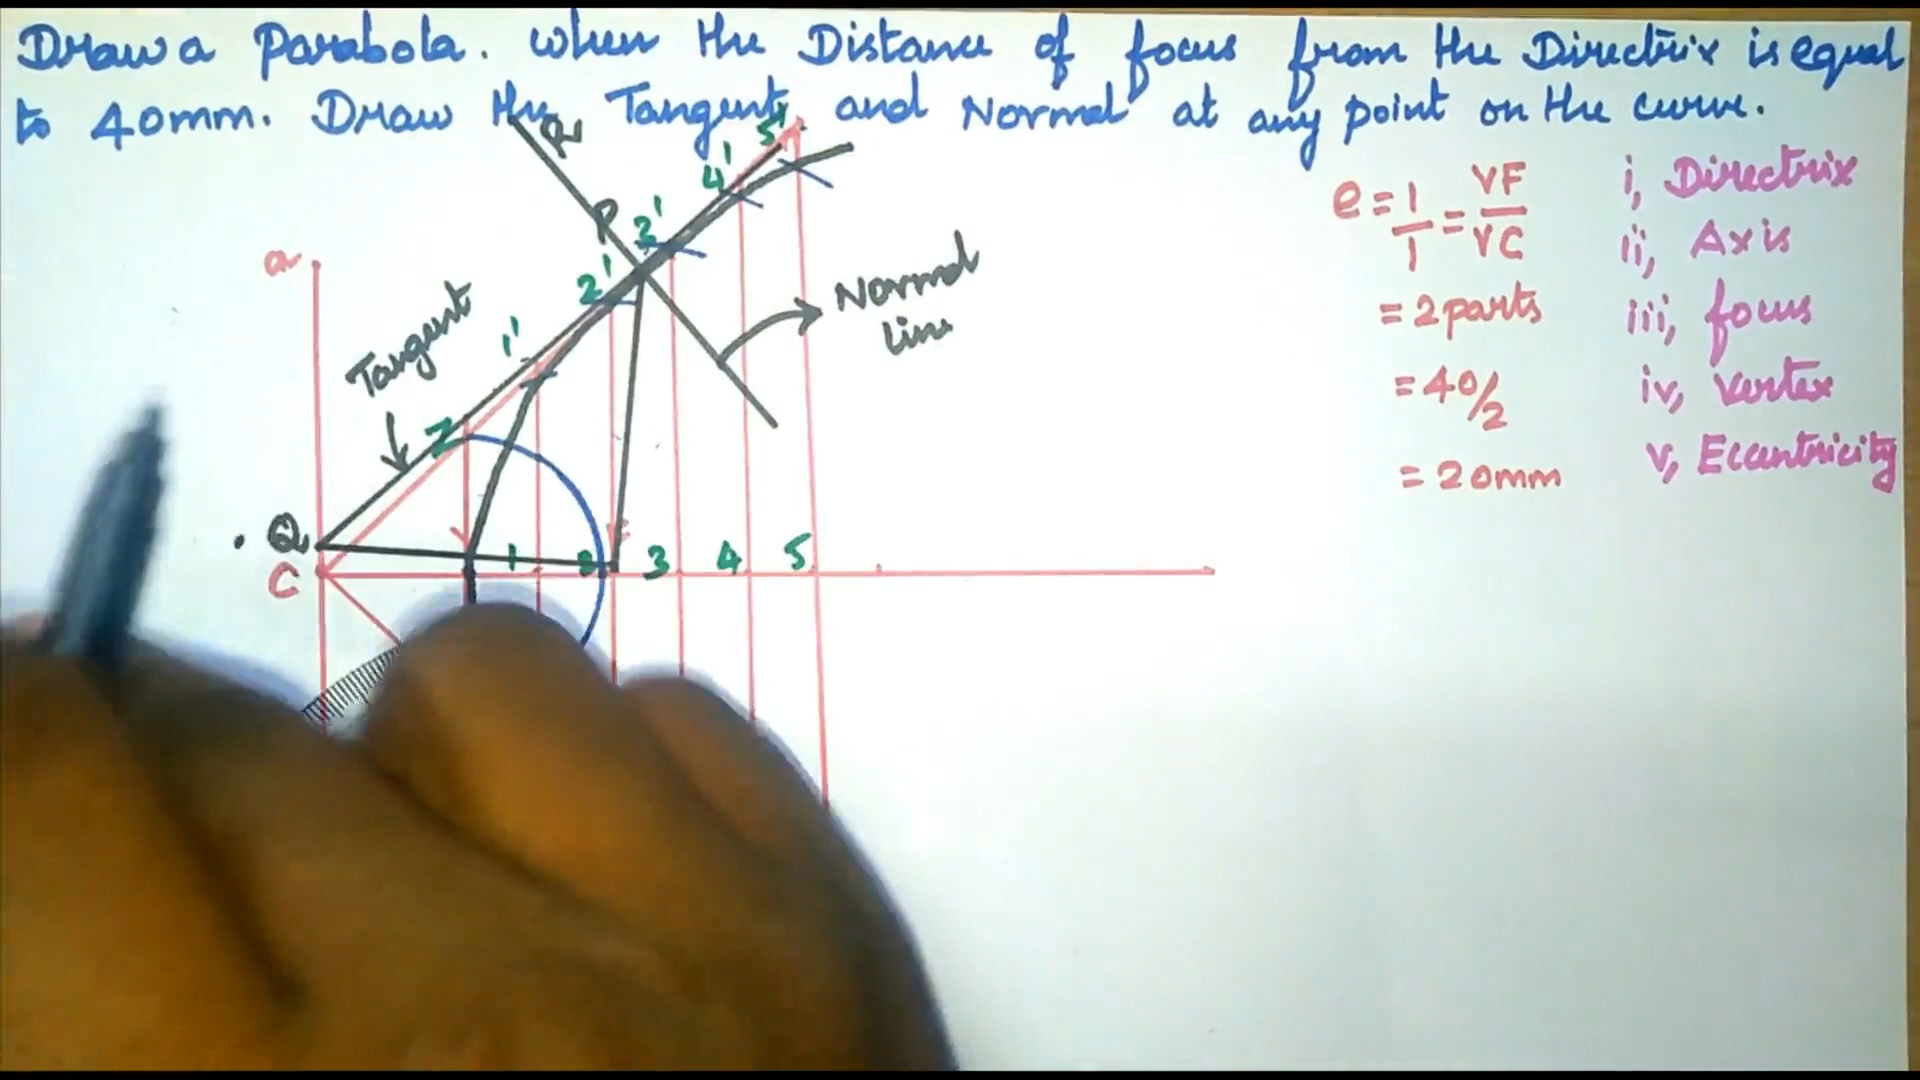 Draw a Parabola. When the Distance of focus from the Directrix is equal
to 40mm. Draw the Tangent and Normal at any point on the curve.
e = 1/1 = VF/VC
= 2 parts
= 40/2
= 20mm
i, Directrix
ii, Axis
iii, focus
iv, Vertex
v, Eccentricity
a
P
5'
4'
3'
2'
1'
Tangent
Normal
line
Z
Q
C
F
1 2 3 4 5